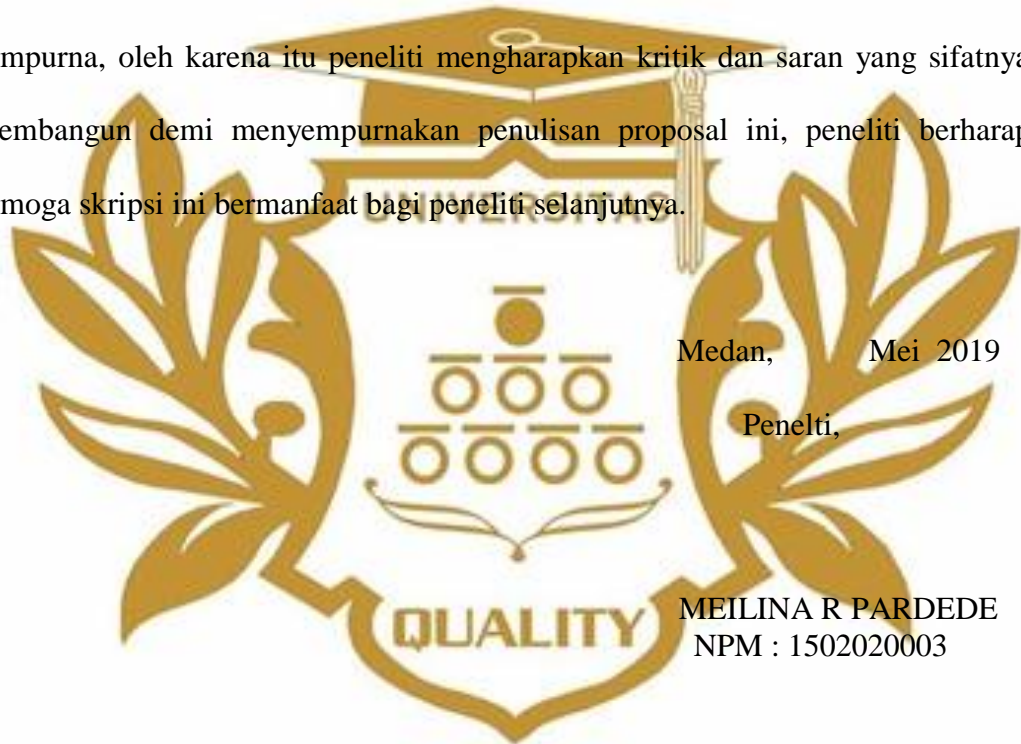 mpurna, oleh karena itu peneliti mengharapkan kritik dan saran yang sifatnya
embangun demi menyempurnakan penulisan proposal ini, peneliti berharap
moga skripsi ini bermanfaat bagi peneliti selanjutnya.
UNIVERSITAS
Medan, Mei 2019
Penelti,
MEILINA R PARDEDE
QUALITY
NPM : 1502020003